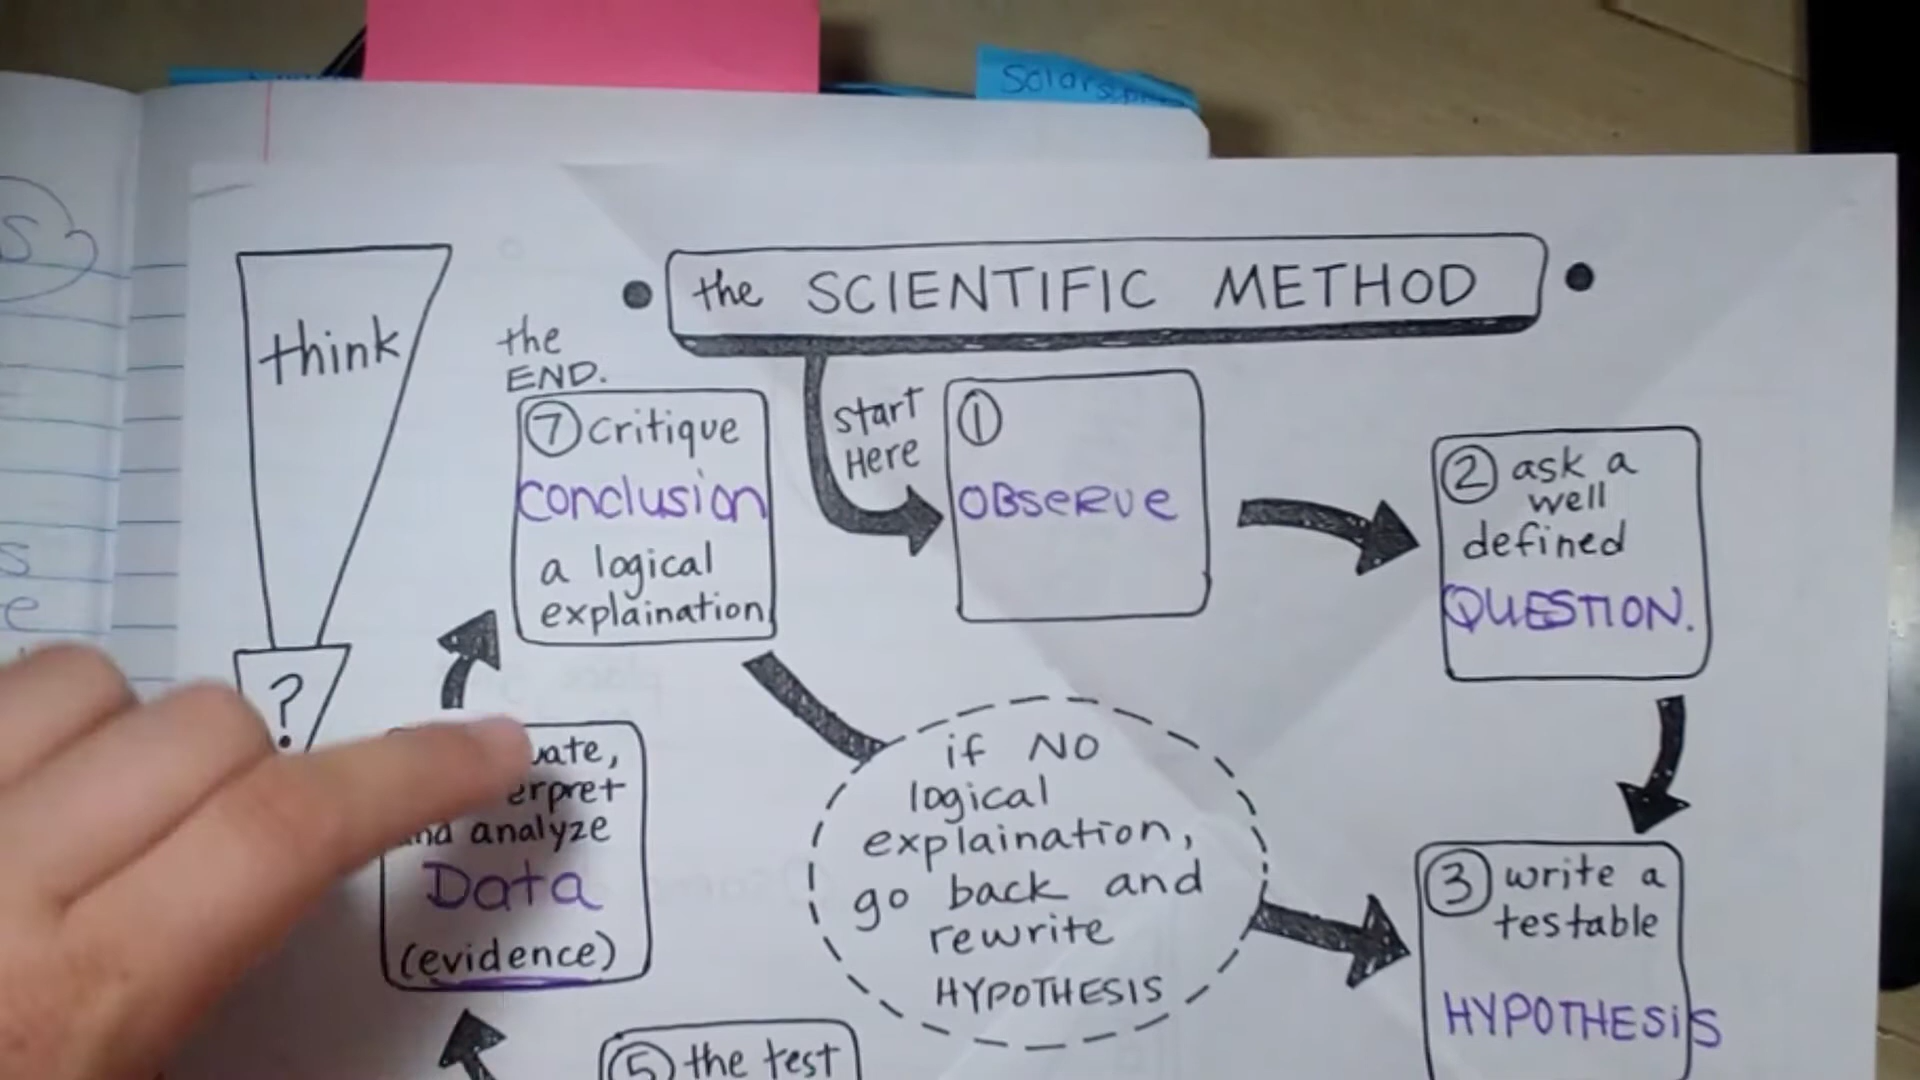 the SCIENTIFIC METHOD
think
?
the
END.
Start
Here
①
OBSERVE
② ask a
well
defined
QUESTION.
③ write a
testable
HYPOTHESIS
⑤ the test
and analyze
Data
(evidence)
⑦ critique
conclusion
a logical
explaination
if NO
logical
explaination,
go back and
rewrite
HYPOTHESIS